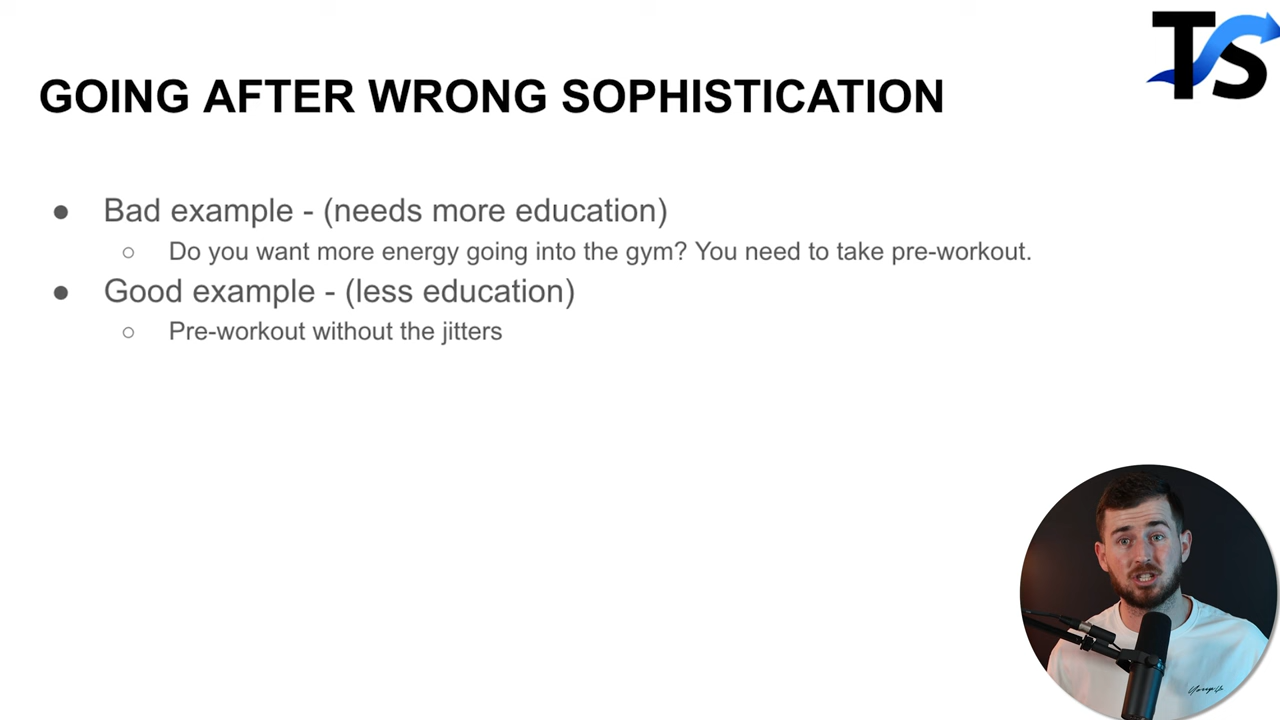 TS
GOING AFTER WRONG SOPHISTICATION
● Bad example - (needs more education)
○ Do you want more energy going into the gym? You need to take pre-workout.
● Good example - (less education)
○ Pre-workout without the jitters